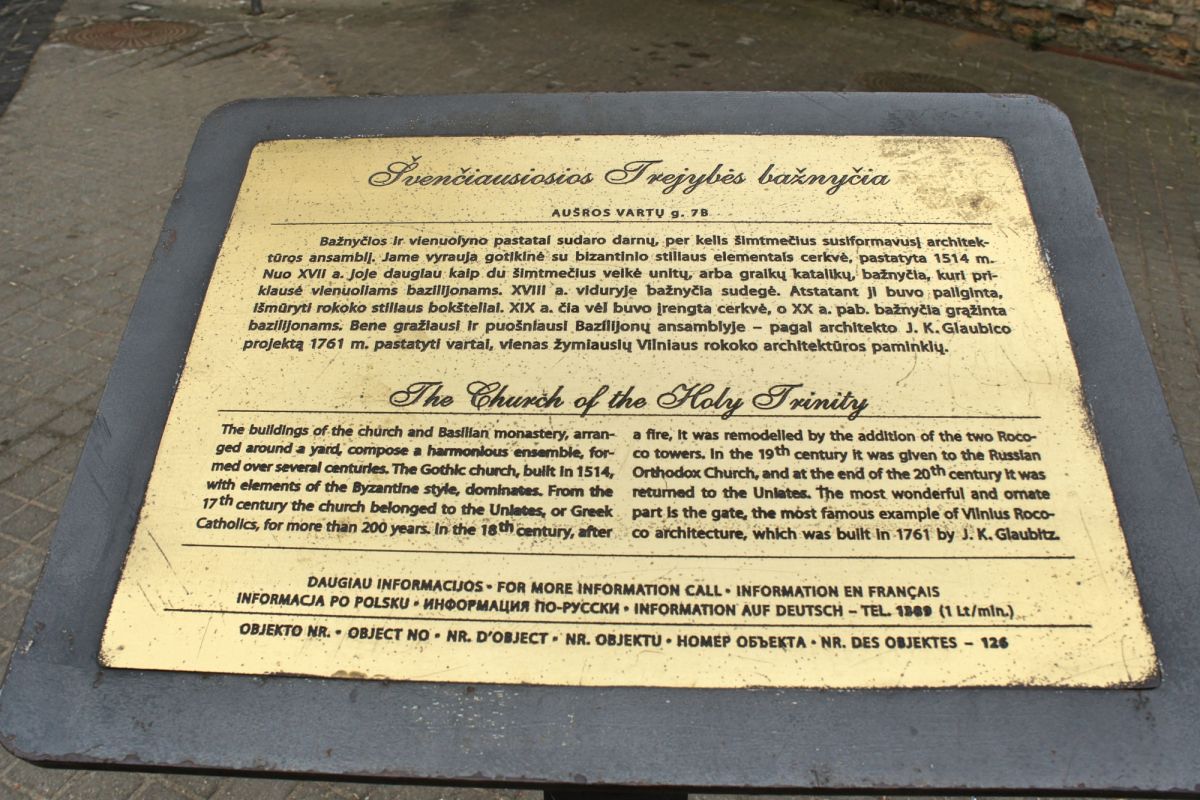 Švenčiausiosios Trejybės bažnyčia
AUŠROS VARTŲ g. 7B
Bažnyčios ir vienuolyno pastatai sudaro darnų, per kelis šimtmečius susiformavusį architek-
tūros ansamblį. Jame vyrauja gotikinė su bizantinio stiliaus elementais cerkvė, pastatyta 1514 m.
Nuo XVII a. joje daugiau kaip du šimtmečius veikė unitų, arba graikų katalikų, bažnyčia, kuri pri-
klausė vienuoliams bazilijonams. XVIII a. viduryje bažnyčia sudegė. Atstatant ji buvo pailginta,
išmūryti rokoko stiliaus bokšteliai. XIX a. čia vėl buvo įrengta cerkvė, o XX a. pab. bažnyčia grąžinta
bazilijonams. Bene gražiausi ir puošniausi Bazilijonų ansamblyje – pagal architekto J. K. Glaubico
projektą 1761 m. pastatyti vartai, vienas žymiausių Vilniaus rokoko architektūros paminklų.
The Church of the Holy Trinity
The buildings of the church and Basilian monastery, arran-
ged around a yard, compose a harmonious ensemble, for-
med over several centuries. The Gothic church, built in 1514,
with elements of the Byzantine style, dominates. From the
17th century the church belonged to the Uniates, or Greek
Catholics, for more than 200 years. In the 18th century, after
a fire, it was remodelled by the addition of the two Roco-
co towers. In the 19th century it was given to the Russian
Orthodox Church, and at the end of the 20th century it was
returned to the Uniates. The most wonderful and ornate
part is the gate, the most famous example of Vilnius Roco-
co architecture, which was built in 1761 by J. K. Glaubitz.
DAUGIAU INFORMACIJOS • FOR MORE INFORMATION CALL • INFORMATION EN FRANÇAIS
INFORMACJA PO POLSKU • ИНФОРМАЦИЯ ПО-РУССКИ • INFORMATION AUF DEUTSCH – TEL. 1389 (1 Lt/min.)
OBJEKTO NR. • OBJECT NO • NR. D'OBJECT • NR. OBJEKTU • НОМЕР ОБЪЕКТА • NR. DES OBJEKTES – 126